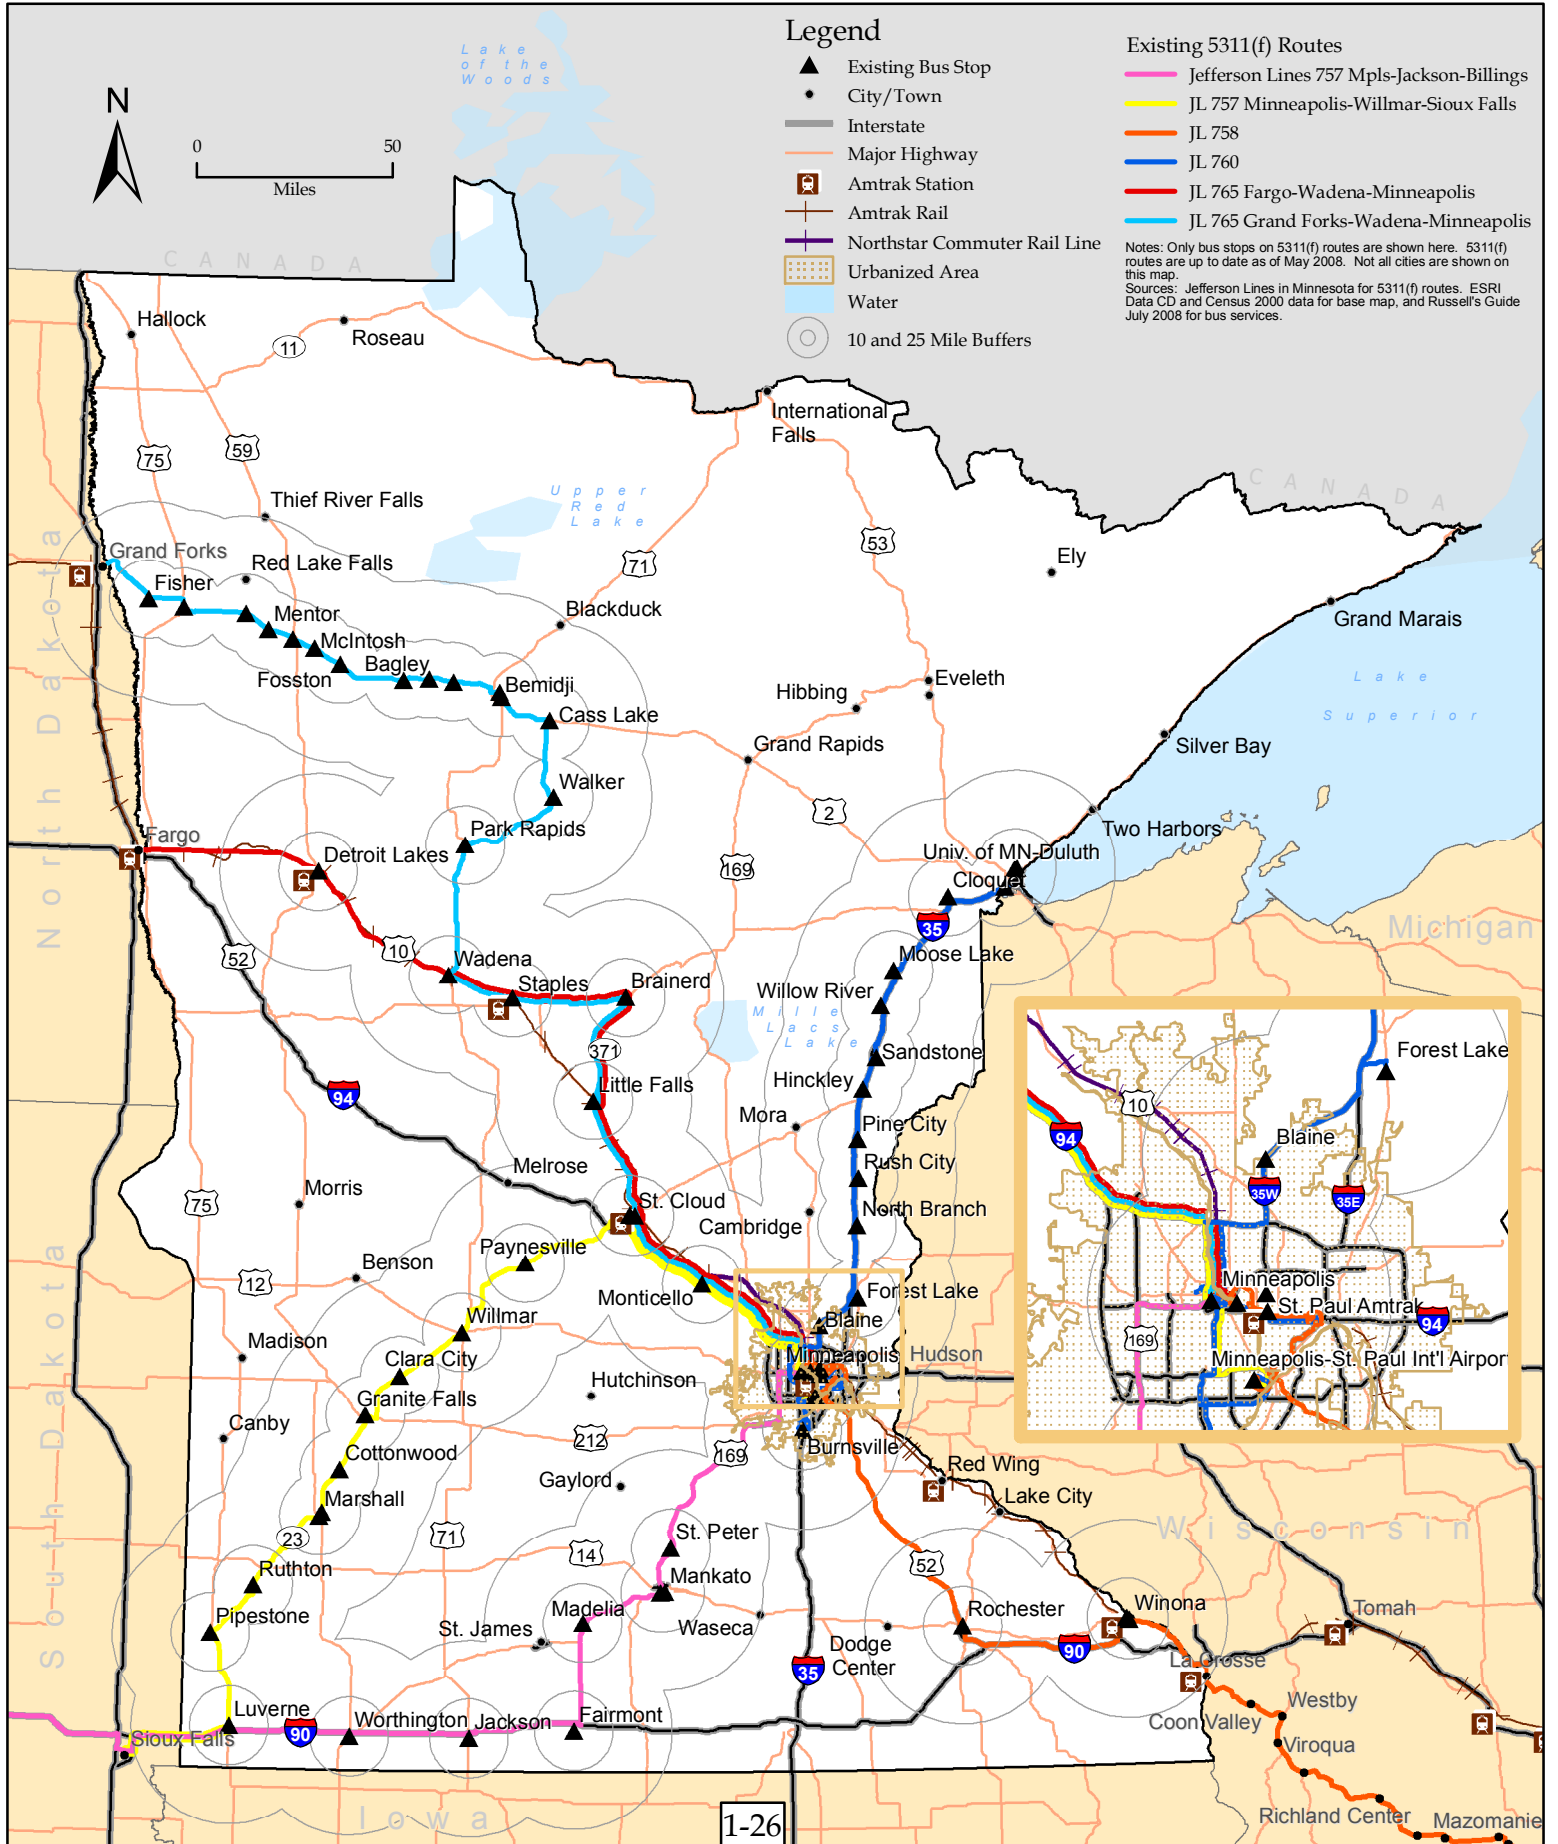 Legend
Existing Bus Stop
City/Town
Interstate
Major Highway
Amtrak Station
Amtrak Rail
Northstar Commuter Rail Line
Urbanized Area
Water
10 and 25 Mile Buffers
Existing 5311(f) Routes
Jefferson Lines 757 Mpls-Jackson-Billings
JL 757 Minneapolis-Willmar-Sioux Falls
JL 758
JL 760
JL 765 Fargo-Wadena-Minneapolis
JL 765 Grand Forks-Wadena-Minneapolis
Notes: Only bus stops on 5311(f) routes are shown here. 5311(f)
routes are up to date as of May 2008. Not all cities are shown on
this map.
Sources: Jefferson Lines in Minnesota for 5311(f) routes. ESRI
Data CD and Census 2000 data for base map, and Russell's Guide
July 2008 for bus services.
N
0 50
Miles
Lake
of the
Woods
CANADA
CANADA
Hallock
Roseau
11
International
Falls
75
59
Thief River Falls
Upper
Red
Lake
53
71
Ely
Grand Forks
Red Lake Falls
Fisher
Mentor
McIntosh
Fosston
Bagley
Blackduck
Bemidji
Cass Lake
Grand Marais
Eveleth
Hibbing
Grand Rapids
Lake
Superior
Silver Bay
Walker
2
Two Harbors
North Dakota
Fargo
Park Rapids
Detroit Lakes
169
Univ. of MN-Duluth
Cloquet
35
Michigan
10
52
Wadena
Staples
Brainerd
Moose Lake
Willow River
Mille
Lacs
Lake
371
Sandstone
Hinckley
94
Little Falls
Mora
Pine City
Rush City
North Branch
Melrose
Morris
75
St. Cloud
Cambridge
Paynesville
Benson
12
Monticello
Forest Lake
Blaine
Willmar
Madison
Minneapolis
Hudson
Clara City
Hutchinson
Granite Falls
Canby
212
Cottonwood
169
Burnsville
Gaylord
Red Wing
Lake City
Marshall
23
71
St. Peter
14
52
Wisconsin
South Dakota
Ruthton
Mankato
Pipestone
Madelia
St. James
Waseca
Dodge
Center
Rochester
Winona
Tomah
90
35
La Crosse
Westby
Coon Valley
Viroqua
Luverne
90
Worthington
Jackson
Fairmont
Sioux Falls
Iowa
Richland Center
Mazomanie
1-26
Forest Lake
10
94
Blaine
35W
35E
Minneapolis
St. Paul Amtrak
94
169
Minneapolis-St. Paul Int'l Airport